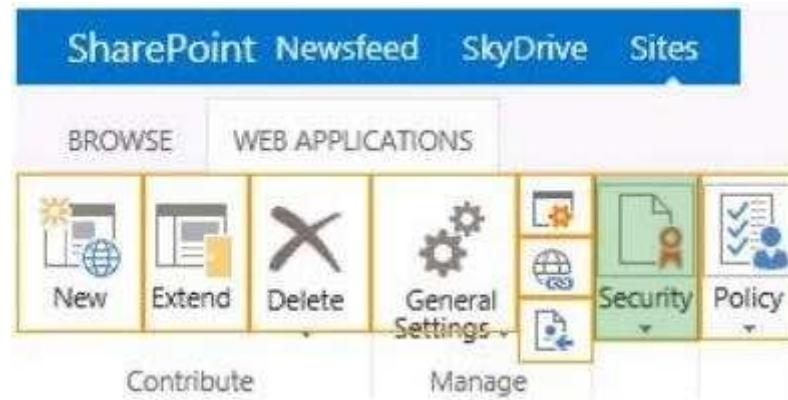 SharePoint Newsfeed SkyDrive Sites
BROWSE WEB APPLICATIONS
New Extend Delete General Settings Security Policy
Contribute Manage